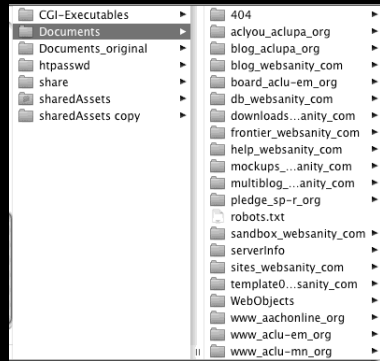 CGI-Executables
Documents
Documents_original
htpasswd
share
sharedAssets
sharedAssets copy
404
aclyou_aclupa_org
blog_aclupa_org
blog_websanity_com
board_aclu-em_org
db_websanity_com
downloads...anity_com
frontier_websanity_com
help_websanity_com
mockups_...anity_com
multiblog_...anity_com
pledge_sp-r_org
robots.txt
sandbox_websanity_com
serverInfo
sites_websanity_com
template0...sanity_com
WebObjects
www_aachonline_org
www_aclu-em_org
www_aclu-mn_org